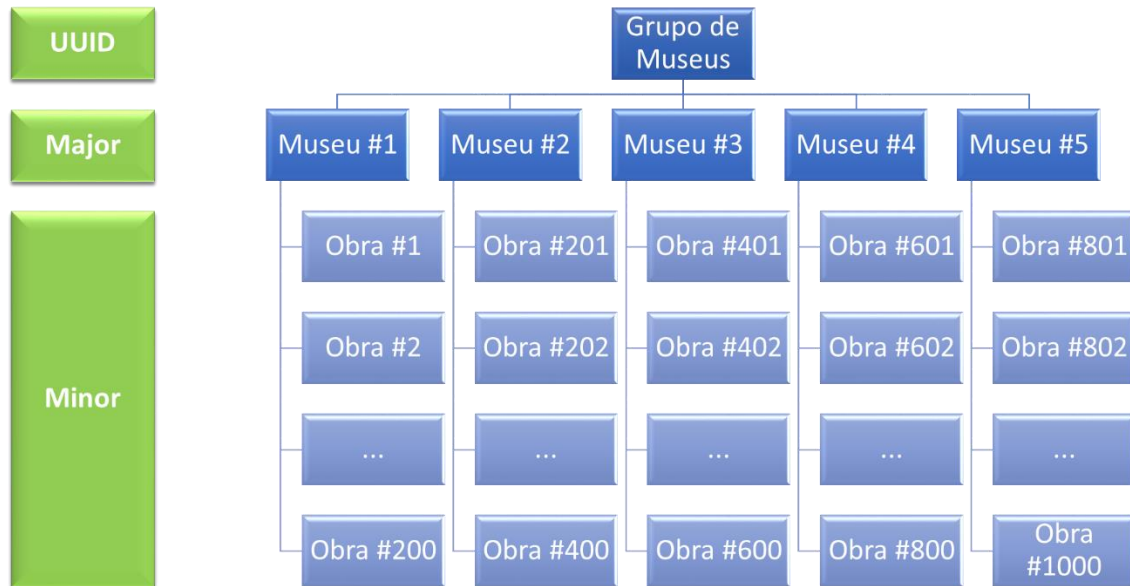 UUID
Grupo de
Museus
Major
Museu #1
Museu #2
Museu #3
Museu #4
Museu #5
Minor
Obra #1
Obra #201
Obra #401
Obra #601
Obra #801
Obra #2
Obra #202
Obra #402
Obra #602
Obra #802
...
...
...
...
...
Obra #200
Obra #400
Obra #600
Obra #800
Obra
#1000